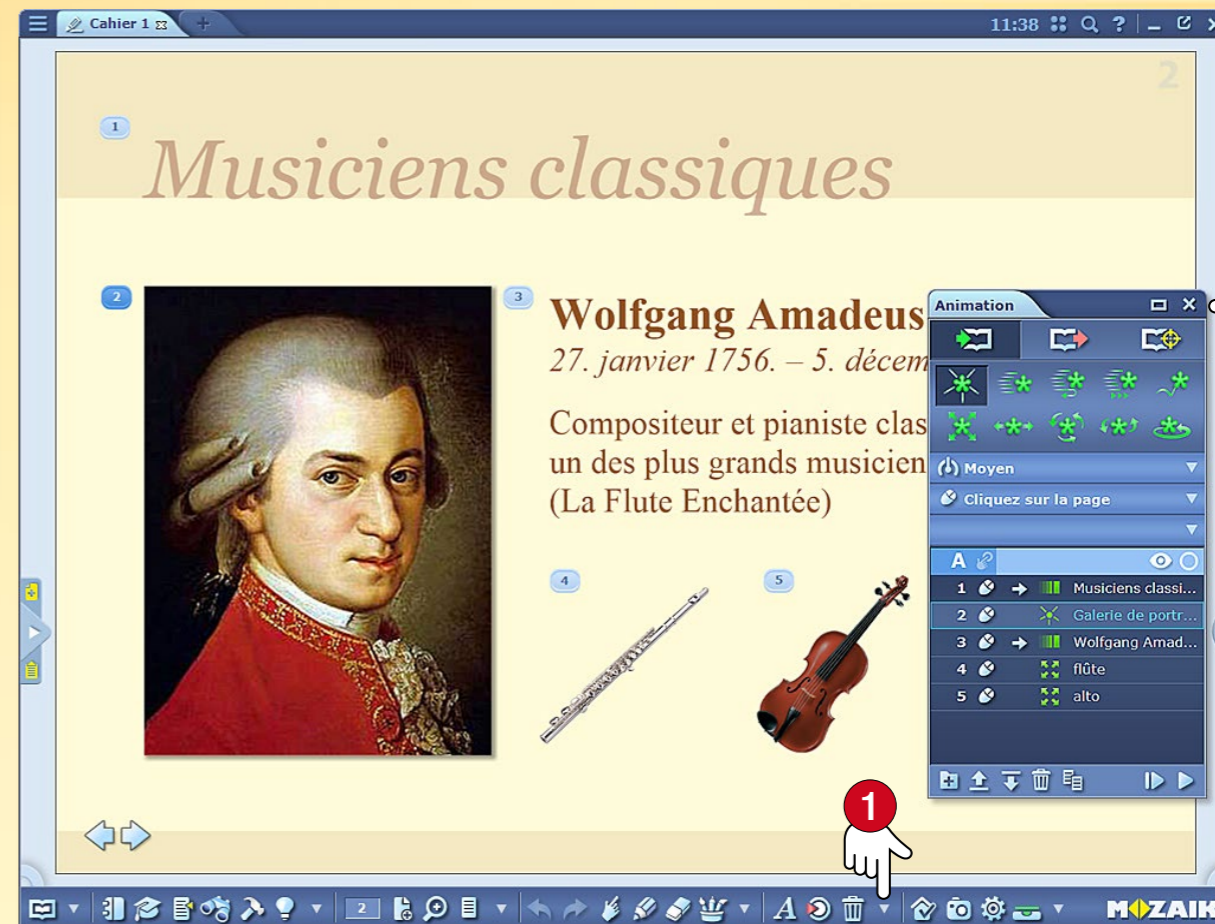 Cahier 1
11:38
?
2
1
Musiciens classiques
2
3
Wolfgang Amadeus
27. janvier 1756. – 5. décem
Compositeur et pianiste clas
un des plus grands musicien
(La Flute Enchantée)
4
5
Animation
Moyen
Cliquez sur la page
A
1 Musiciens classi...
2 Galerie de portr...
3 Wolfgang Amad...
4 flûte
5 alto
1
2
A
MOZAIK